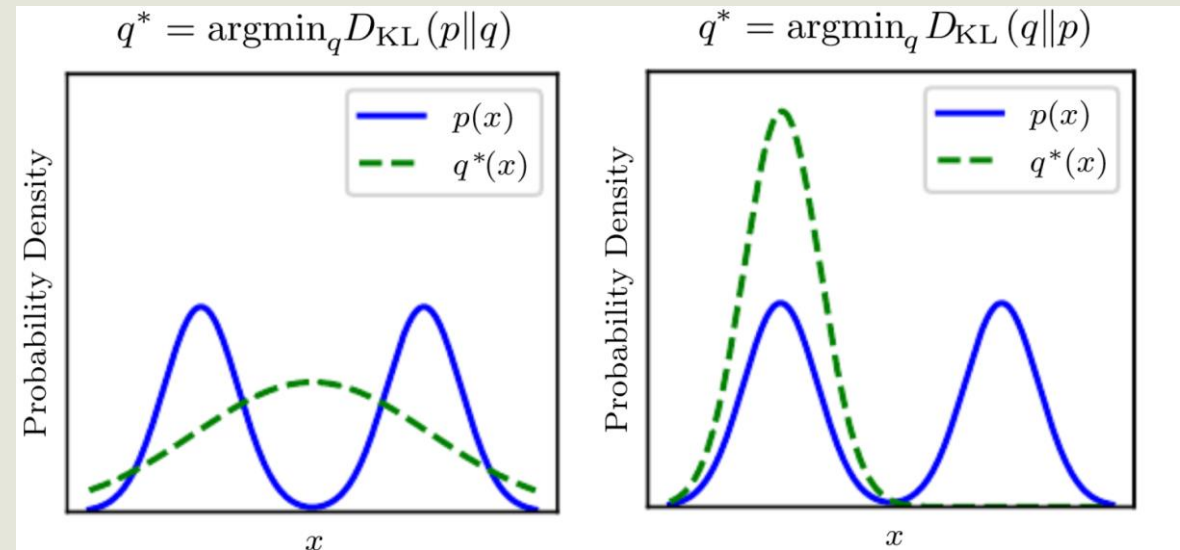 q* = argmin_q D_KL (p‖q)
p(x)
q*(x)
Probability Density
x
q* = argmin_q D_KL (q‖p)
p(x)
q*(x)
Probability Density
x